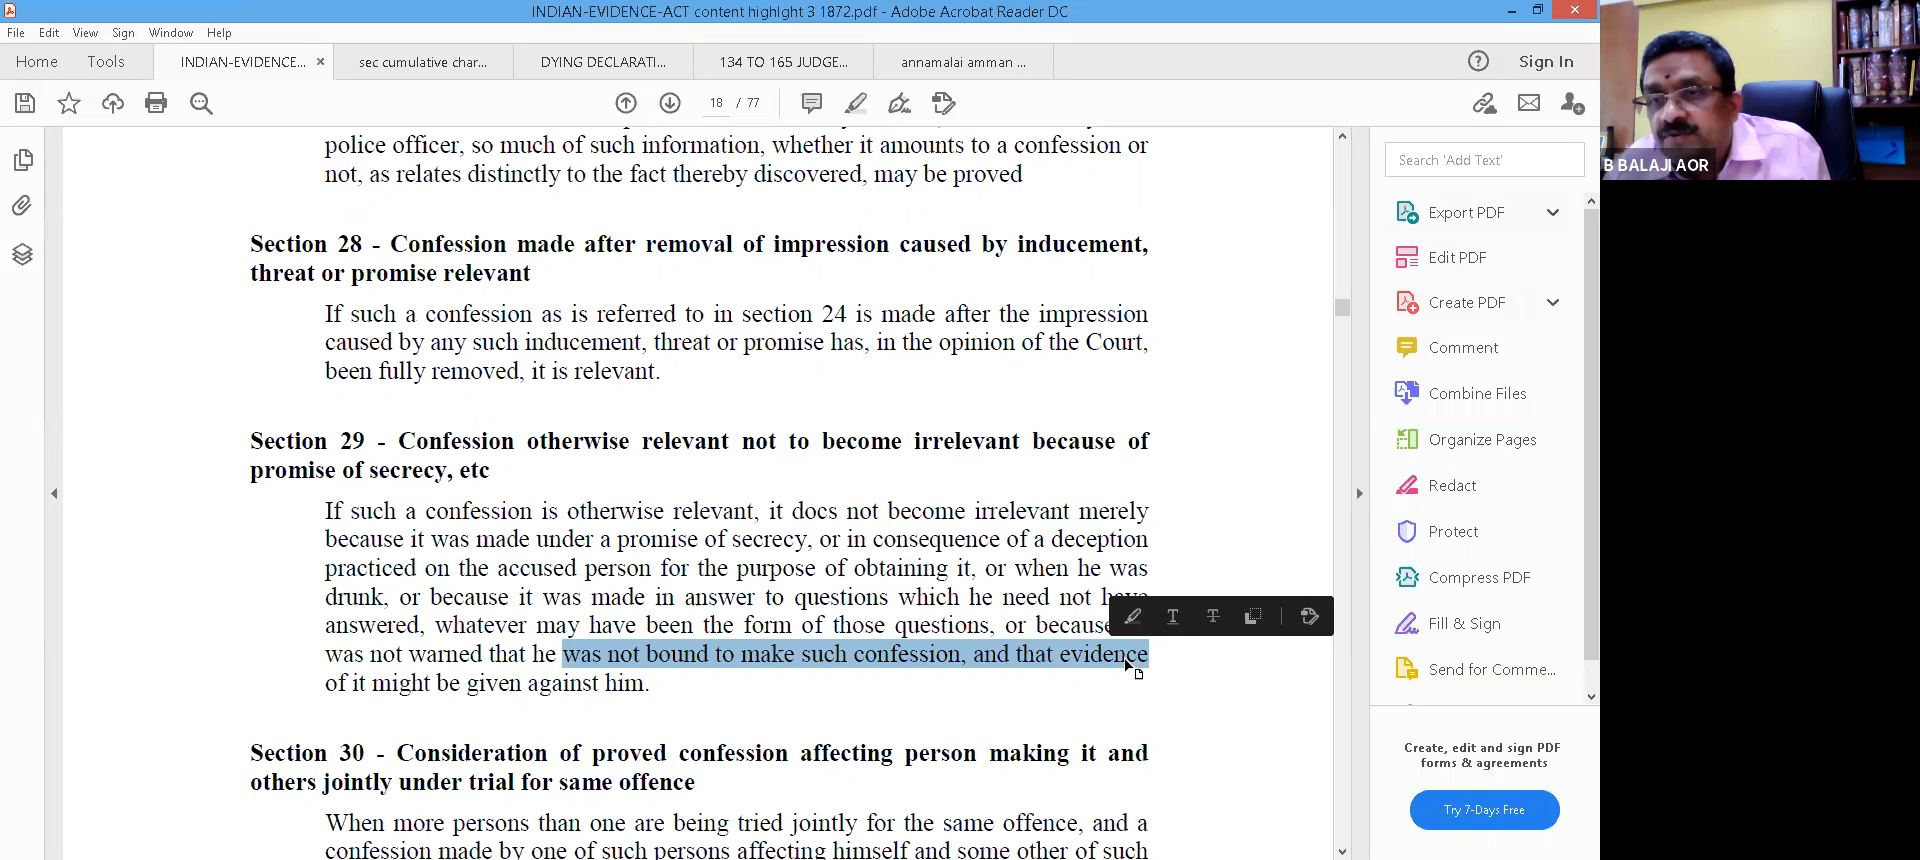 INDIAN-EVIDENCE-ACT content highlght 3 1872.pdf - Adobe Acrobat Reader DC
File Edit View Sign Window Help
Home Tools INDIAN-EVIDENCE... × sec cumulative char... DYING DECLARATI... 134 TO 165 JUDGE... annamalai amman ... Sign In
18 / 77
police officer, so much of such information, whether it amounts to a confession or
not, as relates distinctly to the fact thereby discovered, may be proved
Section 28 - Confession made after removal of impression caused by inducement,
threat or promise relevant
If such a confession as is referred to in section 24 is made after the impression
caused by any such inducement, threat or promise has, in the opinion of the Court,
been fully removed, it is relevant.
Section 29 - Confession otherwise relevant not to become irrelevant because of
promise of secrecy, etc
If such a confession is otherwise relevant, it docs not become irrelevant merely
because it was made under a promise of secrecy, or in consequence of a deception
practiced on the accused person for the purpose of obtaining it, or when he was
drunk, or because it was made in answer to questions which he need not have
answered, whatever may have been the form of those questions, or because
was not warned that he was not bound to make such confession, and that evidence
of it might be given against him.
Section 30 - Consideration of proved confession affecting person making it and
others jointly under trial for same offence
When more persons than one are being tried jointly for the same offence, and a
confession made by one of such persons affecting himself and some other of such
Search 'Add Text'
Export PDF
Edit PDF
Create PDF
Comment
Combine Files
Organize Pages
Redact
Protect
Compress PDF
Fill & Sign
Send for Comme...
Create, edit and sign PDF
forms & agreements
Try 7-Days Free
B BALAJI AOR